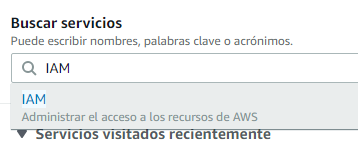 Buscar servicios
Puede escribir nombres, palabras clave o acrónimos.
IAM
IAM
Administrar el acceso a los recursos de AWS
Servicios visitados recientemente